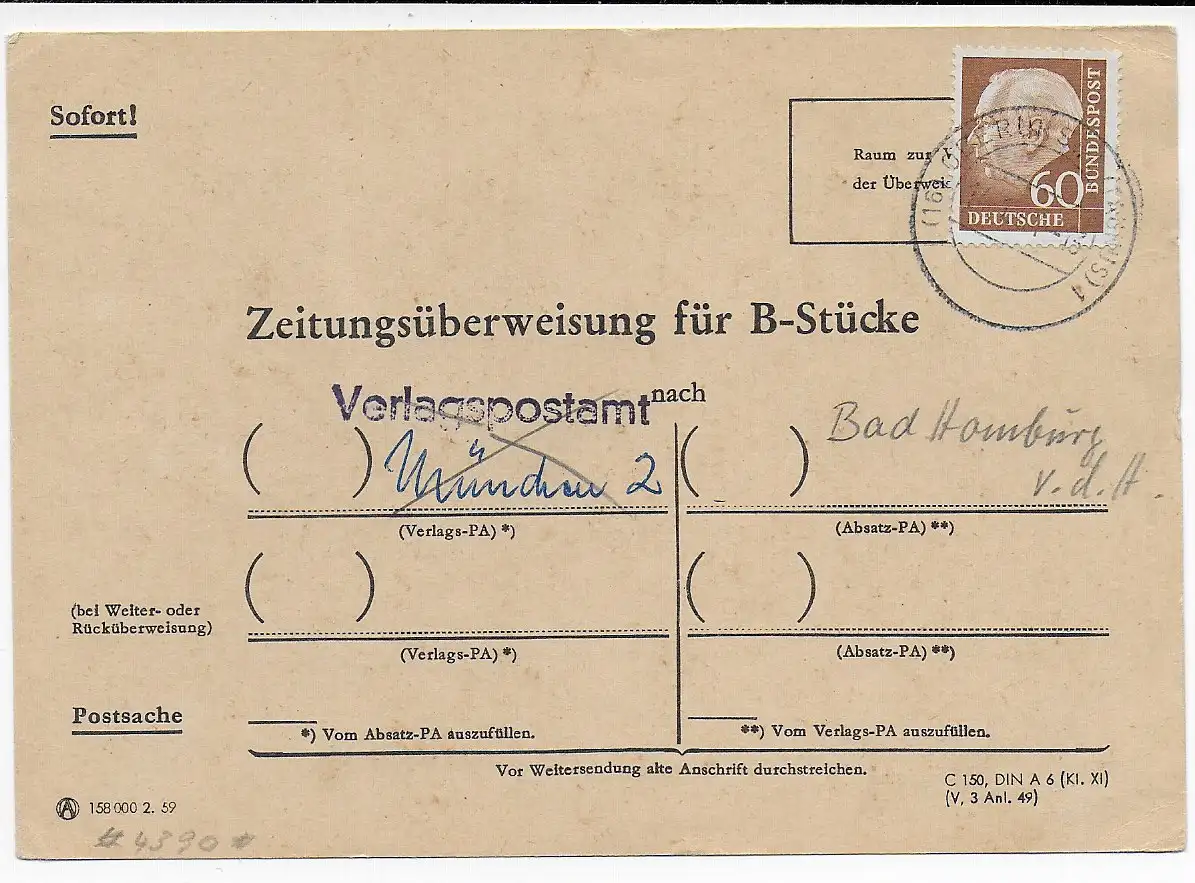 Sofort!
Raum zur
der Überweis
60
DEUTSCHE
BUNDESPOST
Zeitungsüberweisung für B-Stücke
Verlagspostamt nach
( ) München 2 ( ) Bad Homburg
v. d. H.
(Verlags-PA) *) (Absatz-PA) **)
( ) ( )
(bei Weiter- oder
Rücküberweisung)
(Verlags-PA) *) (Absatz-PA) **)
Postsache
*) Vom Absatz-PA auszufüllen. **) Vom Verlags-PA auszufüllen.
Vor Weitersendung alte Anschrift durchstreichen.
C 150, DIN A 6 (Kl. XI)
(V, 3 Anl. 49)
158 000 2. 59
# 4390 #